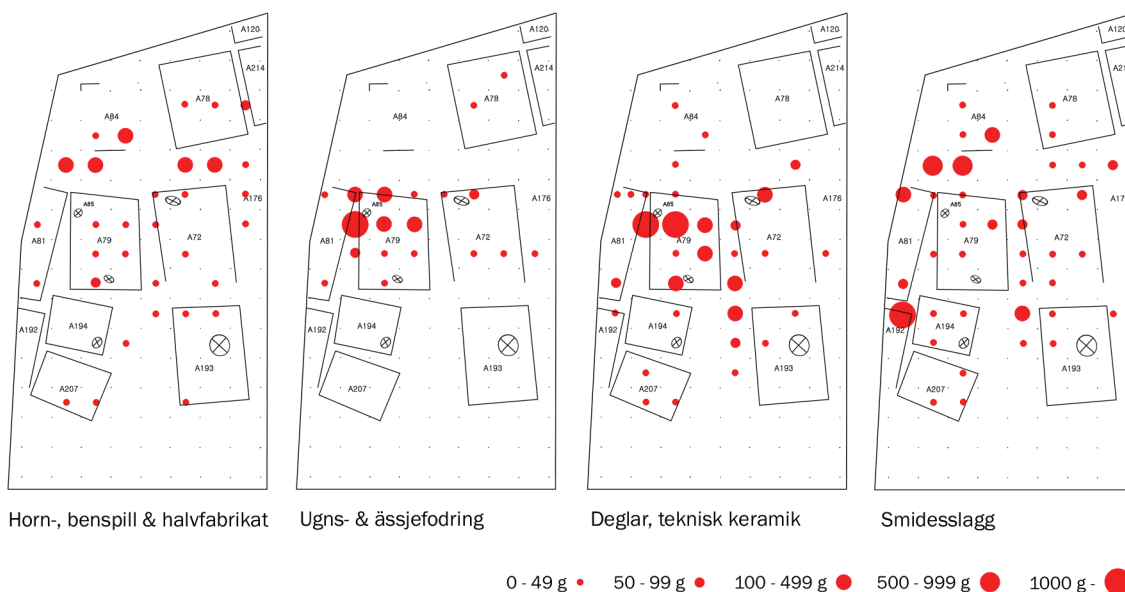 A120
A214
A78
A84
A85
A176
A81
A79
A72
A192
A194
A193
A207
Horn-, benspill & halvfabrikat
A120
A214
A78
A84
A85
A176
A81
A79
A72
A192
A194
A193
A207
Ugns- & ässjefodring
A120
A214
A78
A84
A85
A176
A81
A79
A72
A192
A194
A193
A207
Deglar, teknisk keramik
A120
A214
A78
A84
A85
A17
A81
A79
A72
A192
A194
A193
A207
Smidesslagg
0 - 49 g 50 - 99 g 100 - 499 g 500 - 999 g 1000 g -